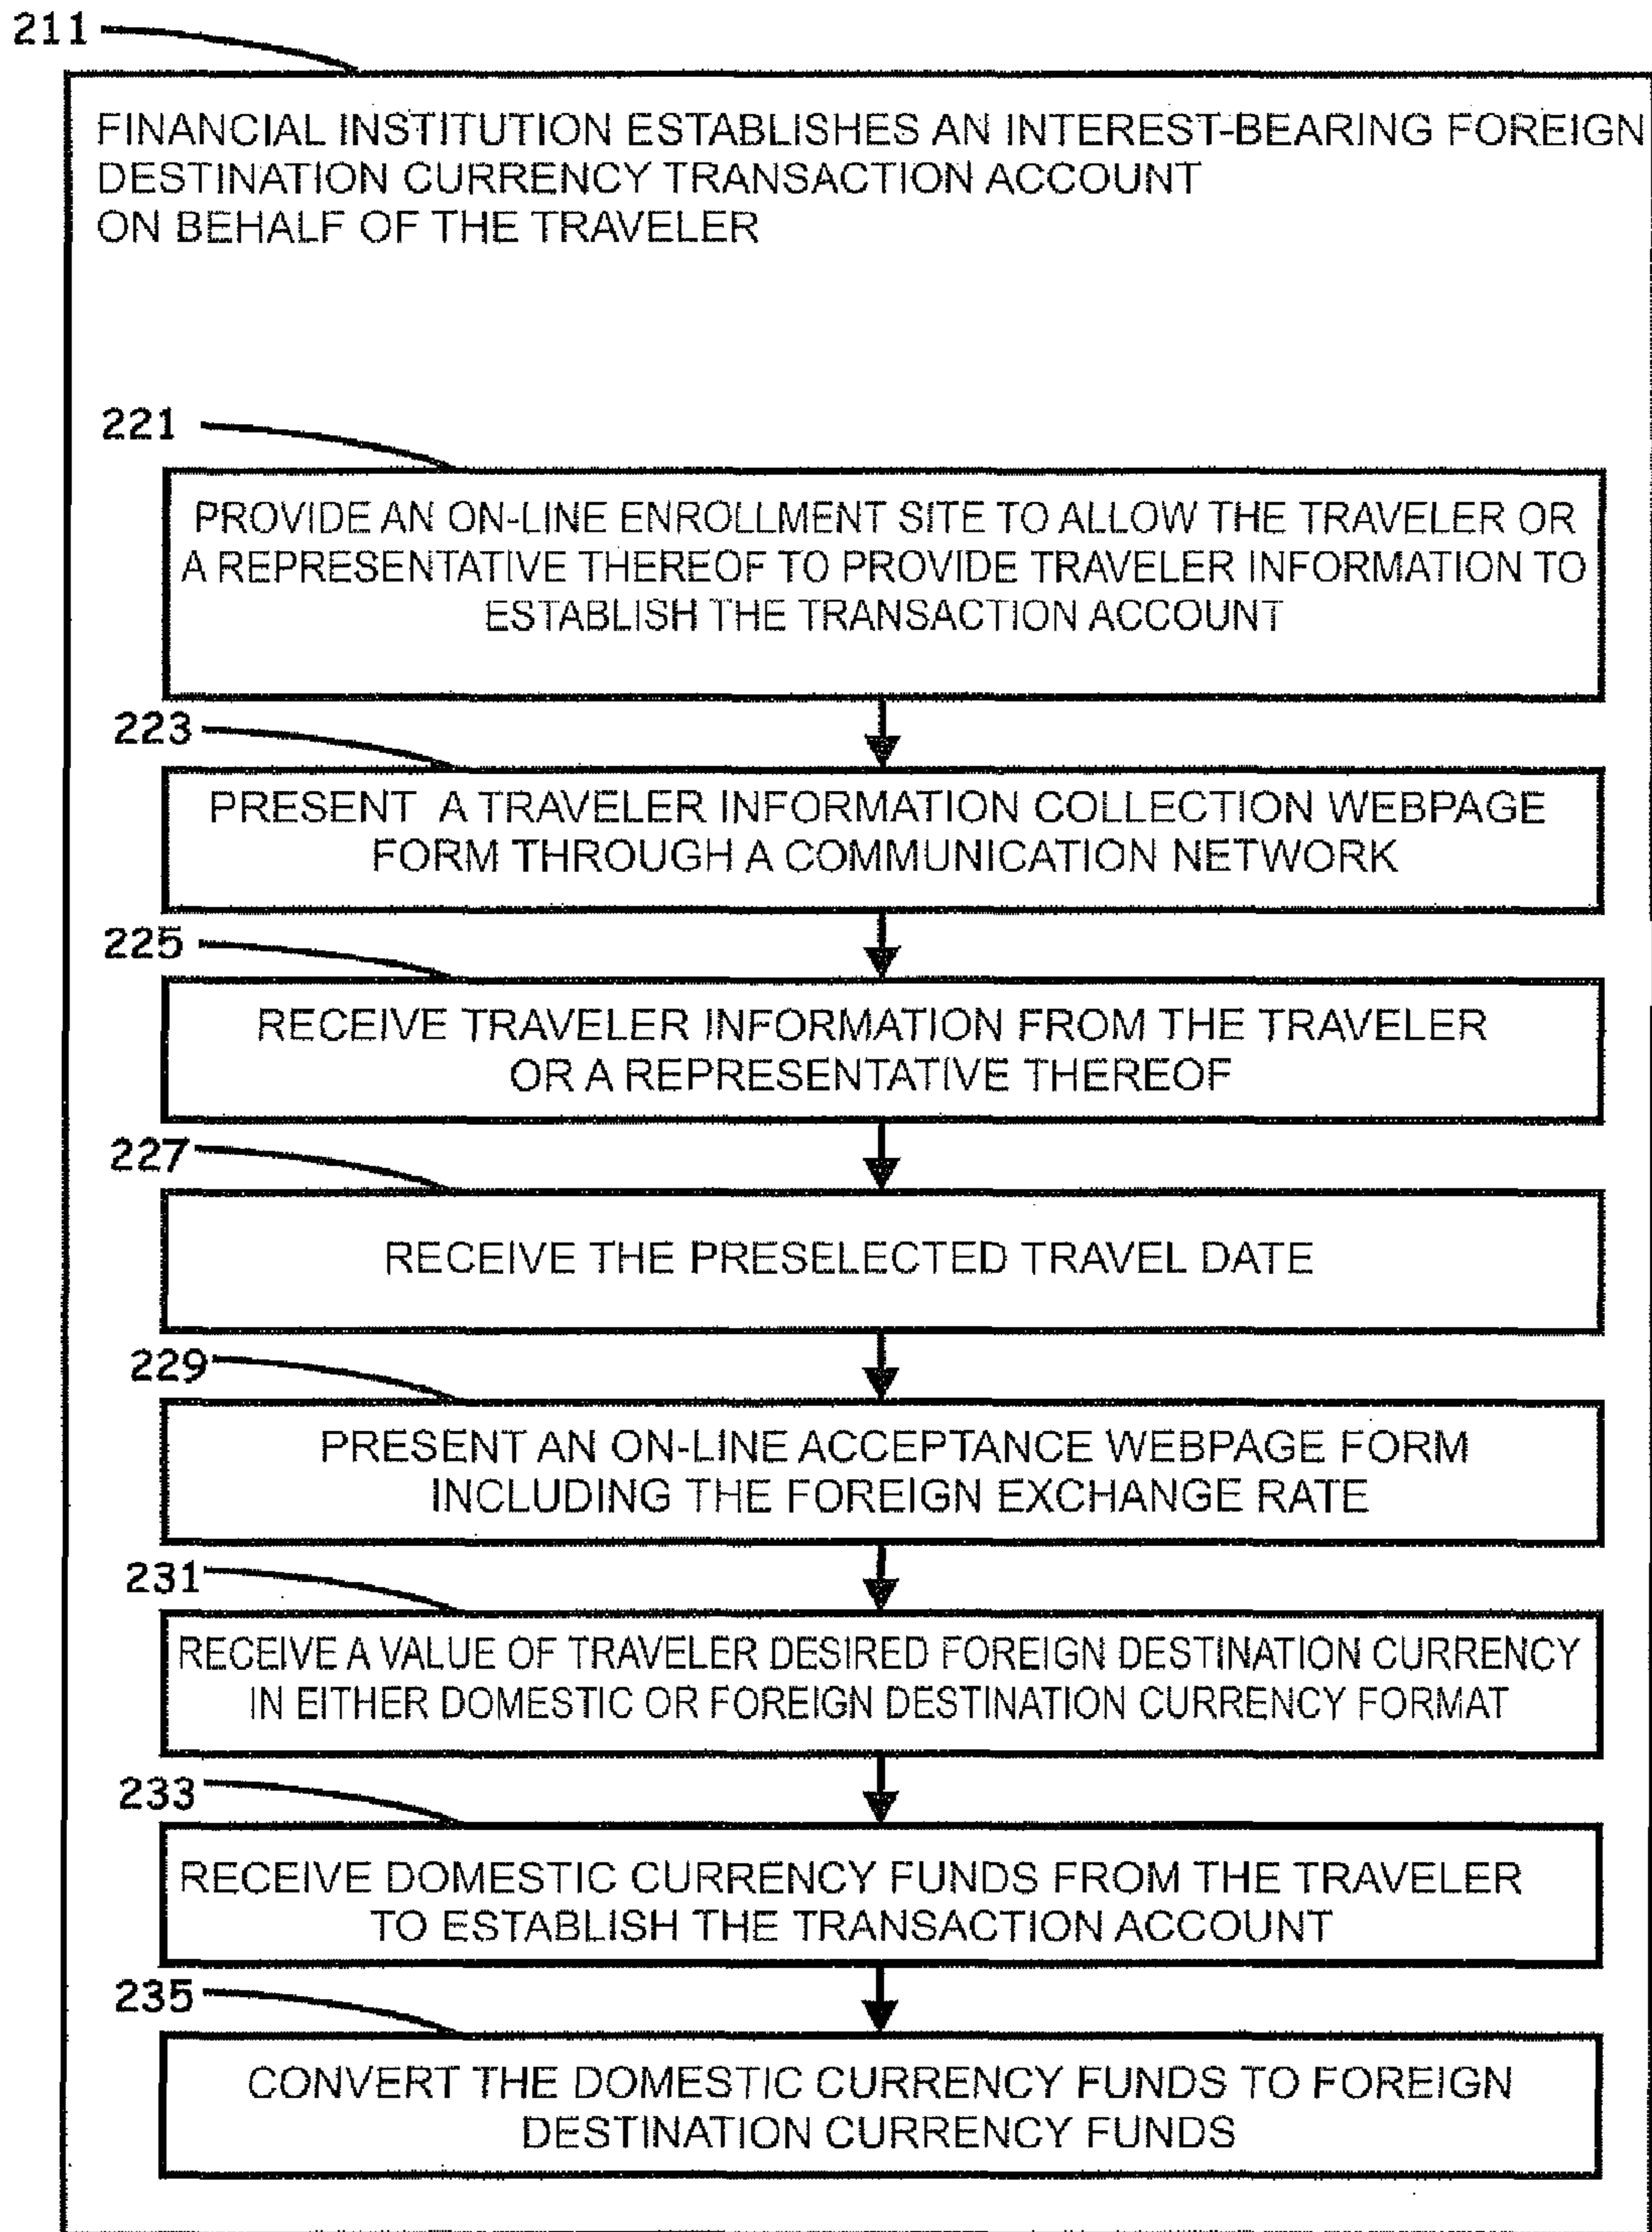 211
FINANCIAL INSTITUTION ESTABLISHES AN INTEREST-BEARING FOREIGN
DESTINATION CURRENCY TRANSACTION ACCOUNT
ON BEHALF OF THE TRAVELER
221
PROVIDE AN ON-LINE ENROLLMENT SITE TO ALLOW THE TRAVELER OR
A REPRESENTATIVE THEREOF TO PROVIDE TRAVELER INFORMATION TO
ESTABLISH THE TRANSACTION ACCOUNT
223
PRESENT A TRAVELER INFORMATION COLLECTION WEBPAGE
FORM THROUGH A COMMUNICATION NETWORK
225
RECEIVE TRAVELER INFORMATION FROM THE TRAVELER
OR A REPRESENTATIVE THEREOF
227
RECEIVE THE PRESELECTED TRAVEL DATE
229
PRESENT AN ON-LINE ACCEPTANCE WEBPAGE FORM
INCLUDING THE FOREIGN EXCHANGE RATE
231
RECEIVE A VALUE OF TRAVELER DESIRED FOREIGN DESTINATION CURRENCY
IN EITHER DOMESTIC OR FOREIGN DESTINATION CURRENCY FORMAT
233
RECEIVE DOMESTIC CURRENCY FUNDS FROM THE TRAVELER
TO ESTABLISH THE TRANSACTION ACCOUNT
235
CONVERT THE DOMESTIC CURRENCY FUNDS TO FOREIGN
DESTINATION CURRENCY FUNDS